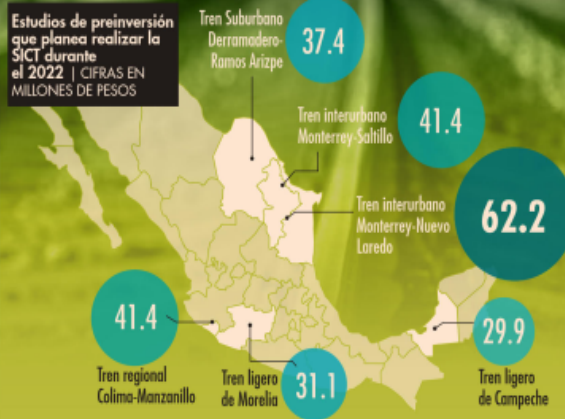 Estudios de preinversión
que planea realizar la
SICT durante
el 2022 | CIFRAS EN
MILLONES DE PESOS
Tren Suburbano
Derramadero-
Ramos Arizpe
37.4
Tren interurbano
Monterrey-Saltillo
41.4
Tren interurbano
Monterrey-Nuevo
Laredo
62.2
41.4
Tren regional
Colima-Manzanillo
Tren ligero
de Morelia
31.1
29.9
Tren ligero
de Campeche